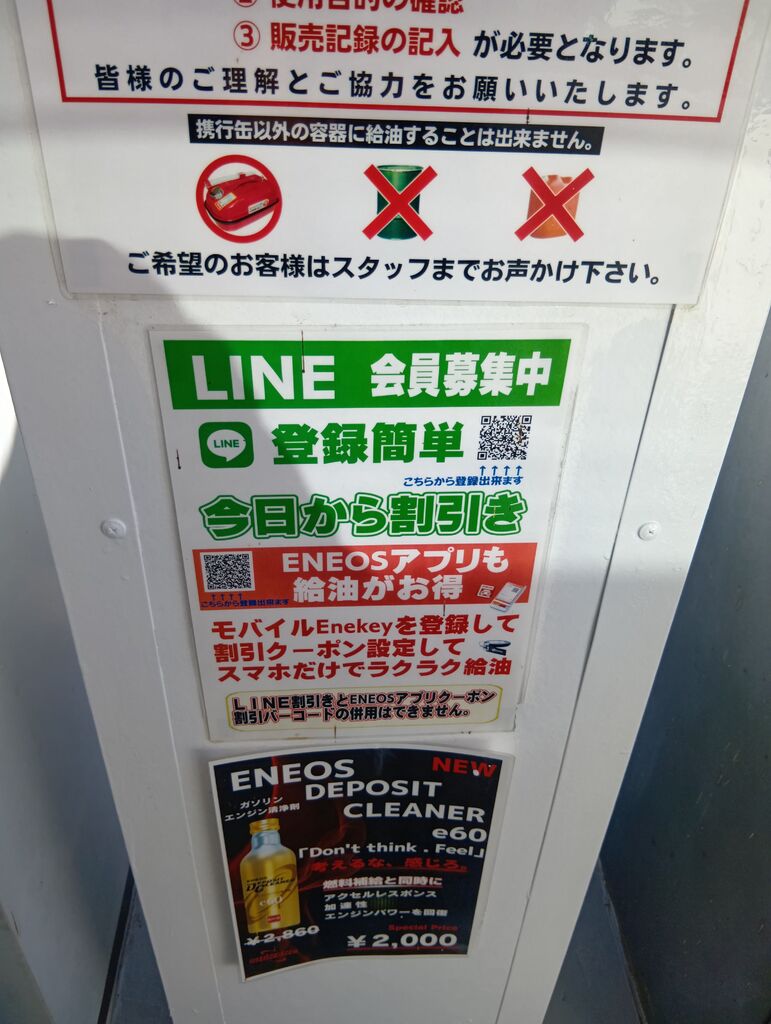 ② 使用目的の確認
③ 販売記録の記入 が必要となります。
皆様のご理解とご協力をお願いいたします。
携行缶以外の容器に給油することは出来ません。
ご希望のお客様はスタッフまでお声かけ下さい。
LINE 会員募集中
LINE 登録簡単
↑↑↑↑
こちらから登録出来ます
今日から割引き
ENEOSアプリも
給油がお得
↑↑↑↑
こちらから登録出来ます
モバイルEnekeyを登録して
割引クーポン設定して
スマホだけでラクラク給油
LINE割引きとENEOSアプリクーポン
割引バーコードの併用はできません。
NEW
ENEOS
DEPOSIT
CLEANER
e60
ガソリン
エンジン清浄剤
「Don't think . Feel」
考えるな、感じろ。
燃料補給と同時に
アクセルレスポンス
加速性
エンジンパワーを回復
DEPOSIT
CLEANER
e60
¥2,860
Special Price
¥2,000